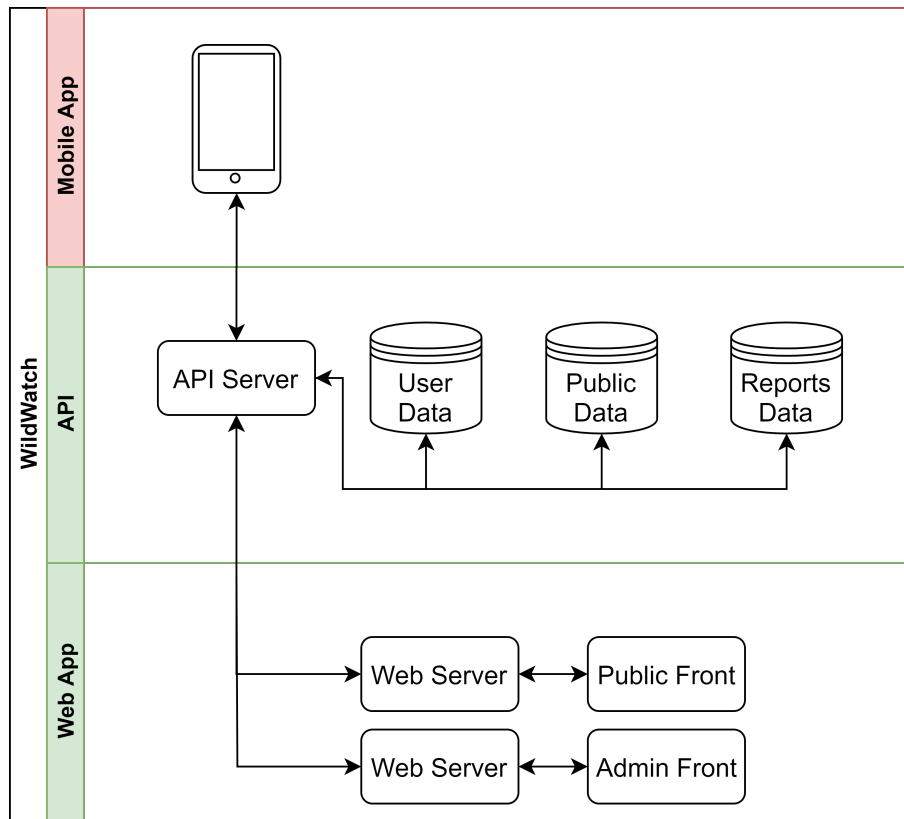 WildWatch
Mobile App
API
API Server
User
Data
Public
Data
Reports
Data
Web App
Web Server
Public Front
Web Server
Admin Front